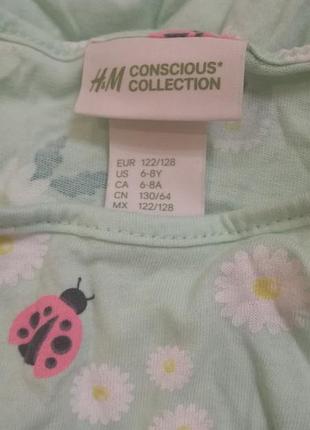 H&M CONSCIOUS*
COLLECTION
EUR 122/128
US 6-8Y
CA 6-8A
CN 130/64
MX 122/128